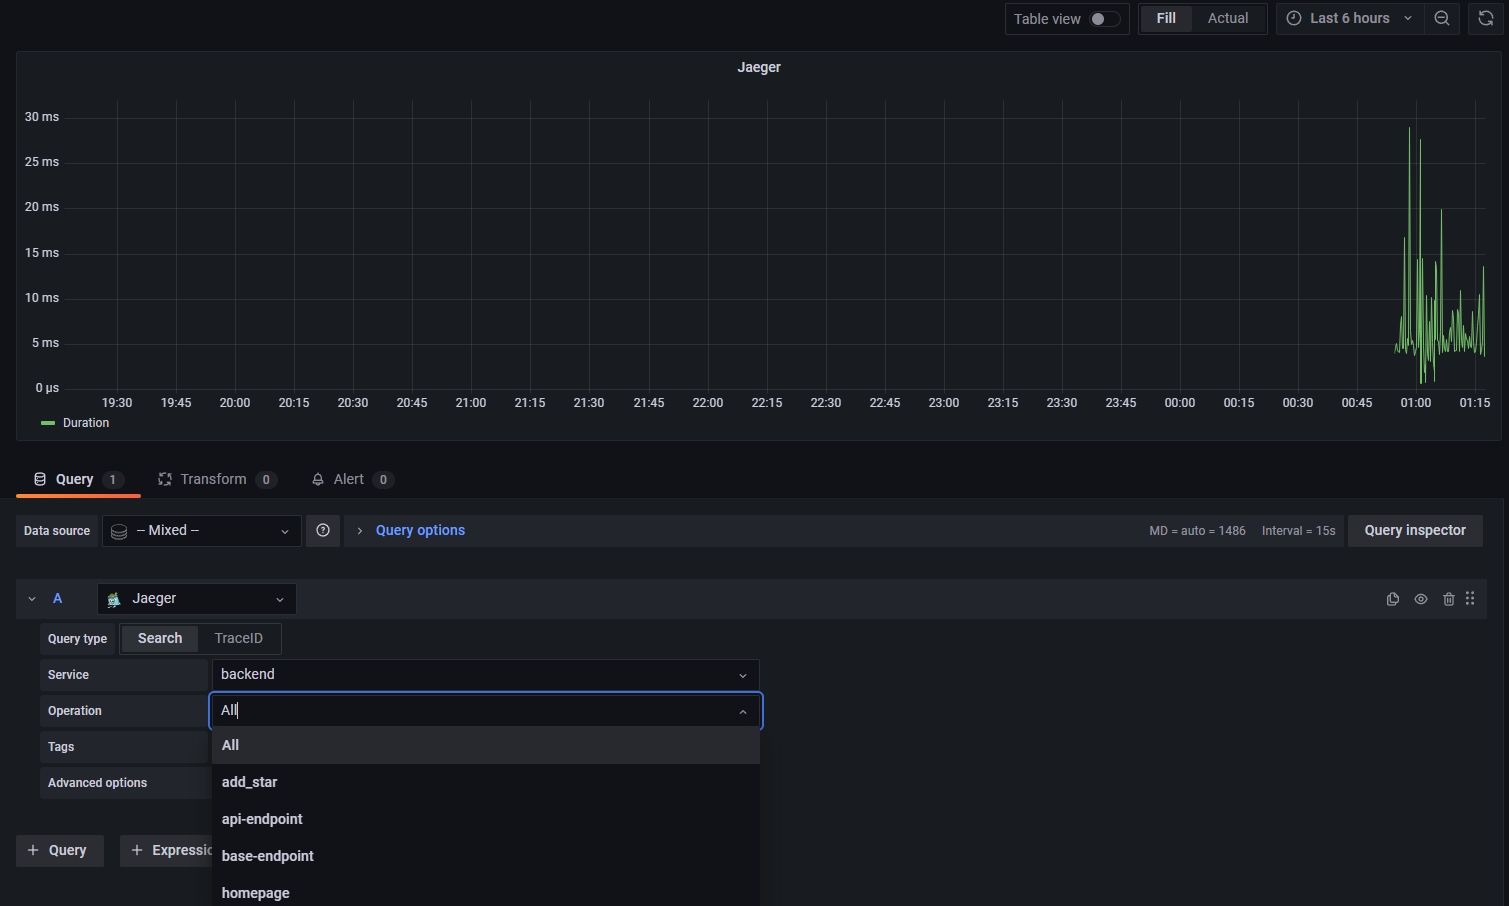 Table view Fill Actual Last 6 hours
Jaeger
30 ms
25 ms
20 ms
15 ms
10 ms
5 ms
0 µs
19:30 19:45 20:00 20:15 20:30 20:45 21:00 21:15 21:30 21:45 22:00 22:15 22:30 22:45 23:00 23:15 23:30 23:45 00:00 00:15 00:30 00:45 01:00 01:15
Duration
Query 1 Transform 0 Alert 0
Data source -- Mixed -- Query options MD = auto = 1486 Interval = 15s Query inspector
A Jaeger
Query type Search TraceID
Service backend
Operation All
Tags
Advanced options
All
add_star
api-endpoint
base-endpoint
homepage
+ Query + Expressio